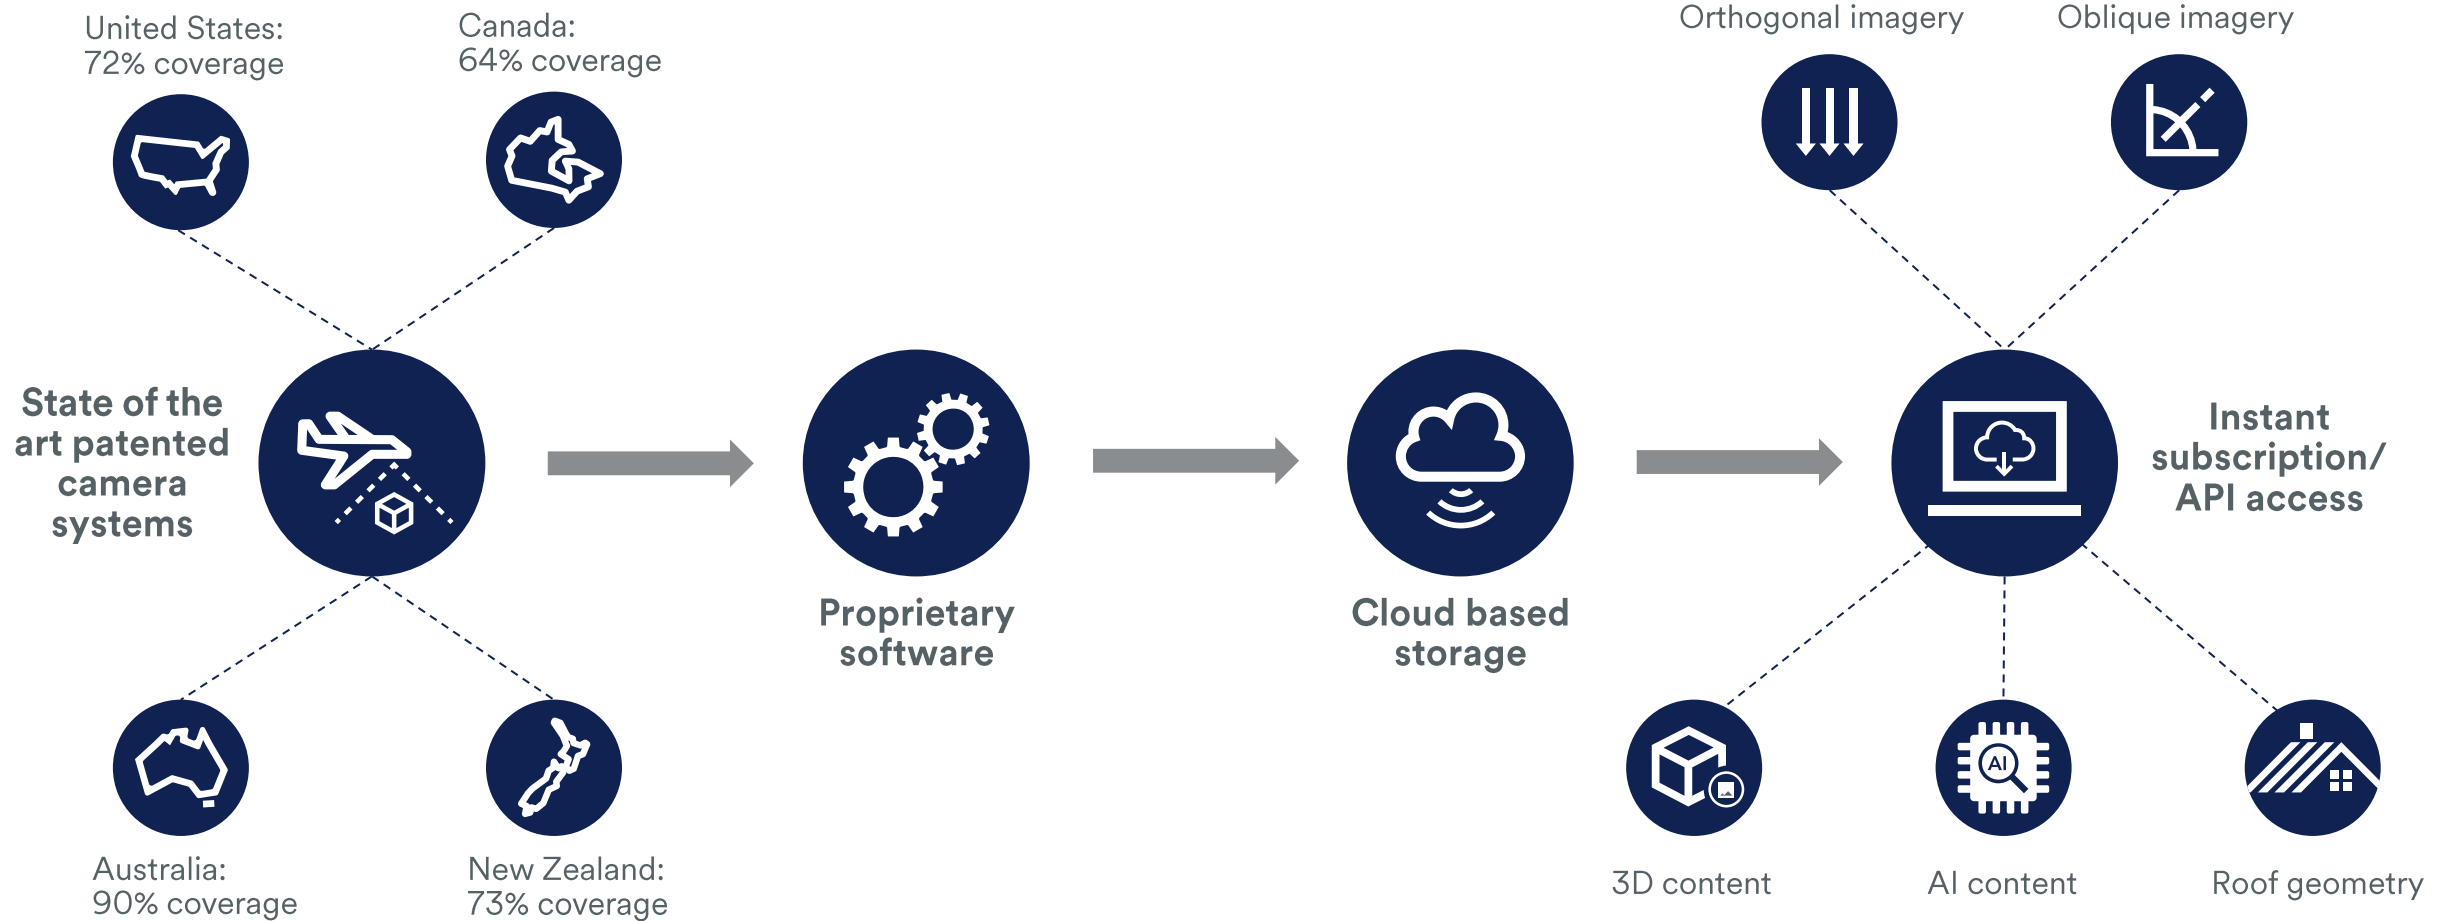 United States:
72% coverage
Canada:
64% coverage
Orthogonal imagery
Oblique imagery
State of the
art patented
camera
systems
Proprietary
software
Cloud based
storage
Instant
subscription/
API access
Australia:
90% coverage
New Zealand:
73% coverage
3D content
AI
AI content
Roof geometry